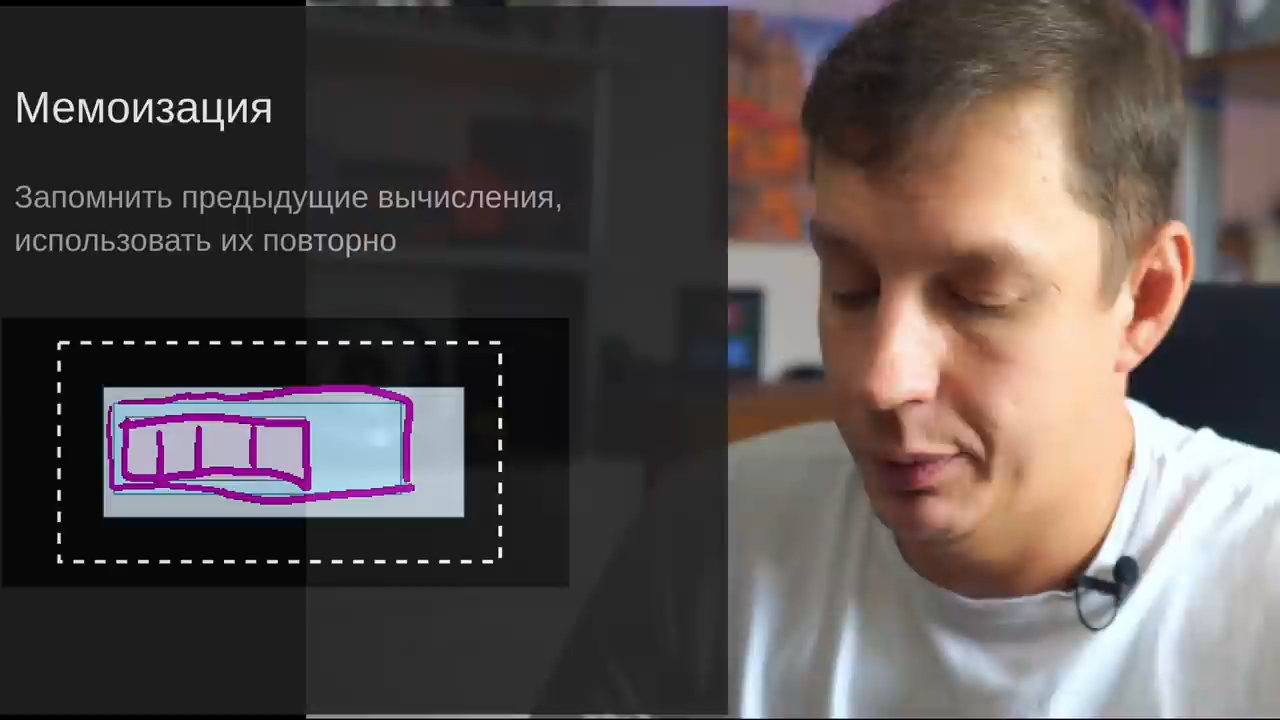 Мемоизация
Запомнить предыдущие вычисления,
использовать их повторно